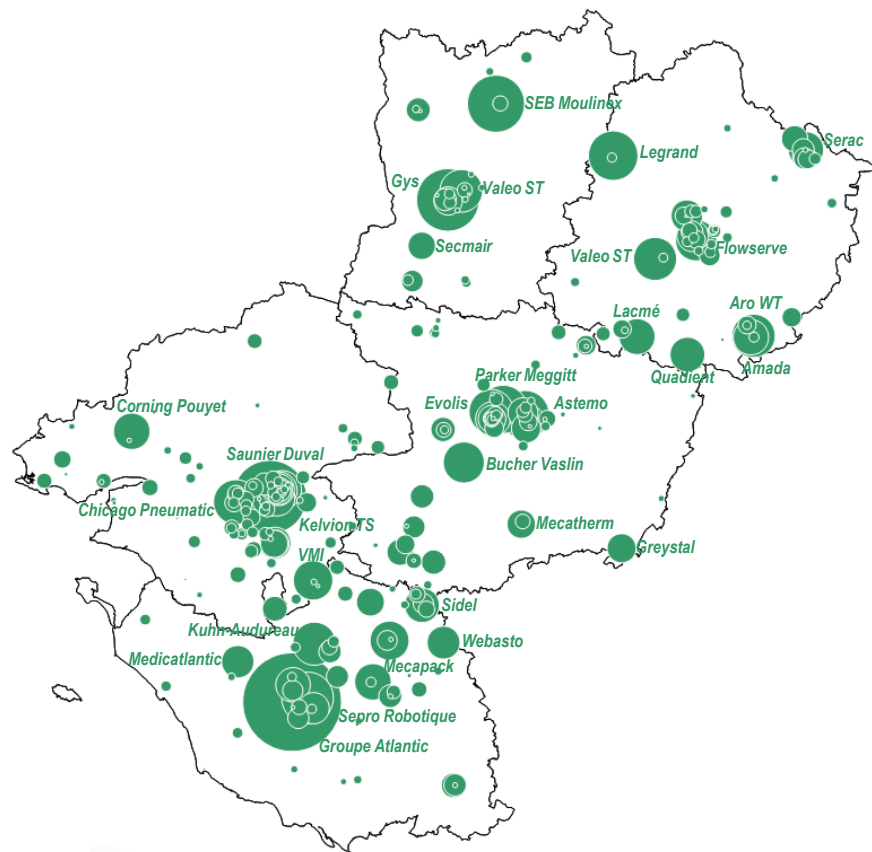 SEB Moulinox
Serac
Legrand
Gys
Valeo ST
Secmair
Flowserve
Valeo ST
Aro WT
Lacmé
Amada
Quadient
Parker Meggitt
Evolis
Astemo
Corning Pouyet
Saunier Duval
Bucher Vaslin
Chicago Pneumatic
Kelvion TS
Mecatherm
Greystal
VMI
Sidel
Kuhn-Audureau
Webasto
Medicatlantic
Mecapack
Sepro Robotique
Groupe Atlantic